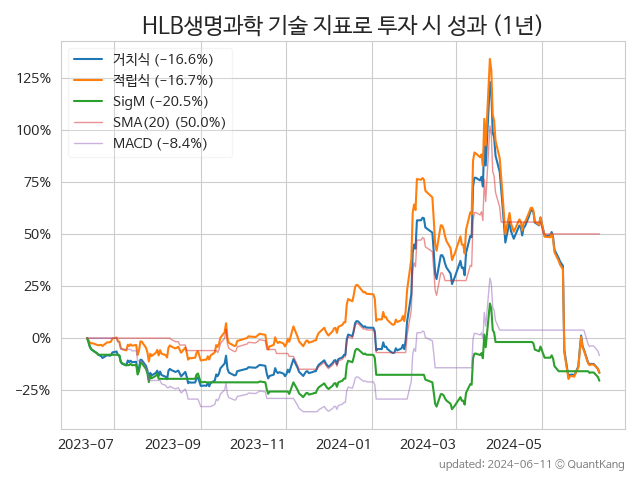 HLB생명과학 기술 지표로 투자 시 성과 (1년)
거치식 (−16.6%)
적립식 (−16.7%)
SigM (−20.5%)
SMA(20) (50.0%)
MACD (−8.4%)
125%
100%
75%
50%
25%
0%
−25%
2023-07 2023-09 2023-11 2024-01 2024-03 2024-05
updated: 2024-06-11 © QuantKang